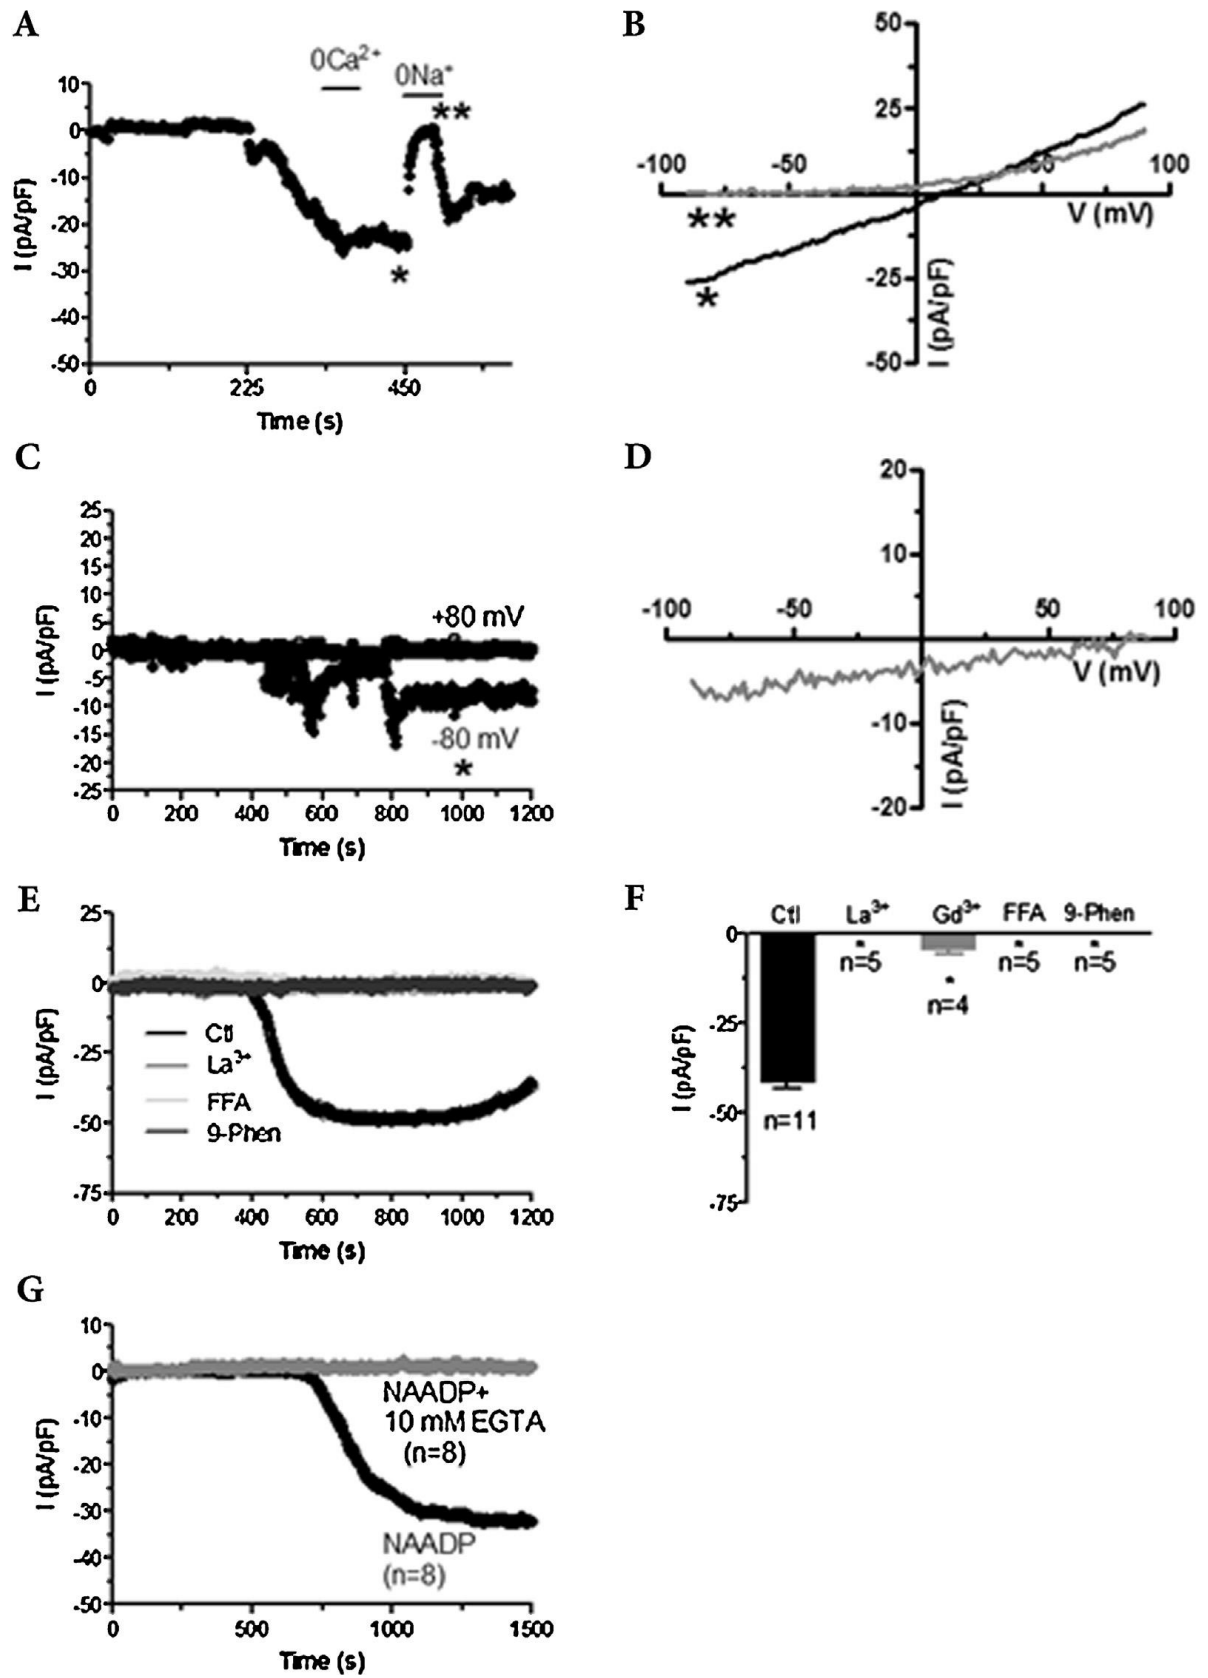 A
0Ca²⁺
0Na⁺
10
0
-10
-20
-30
-40
-50
**
*
0
225
450
I (pA/pF)
Time (s)
B
50
25
-100
-50
50
100
V (mV)
**
*
-25
-50
I (pA/pF)
C
25
20
15
10
5
0
-5
-10
-15
-20
-25
+80 mV
-80 mV
*
0
200
400
600
800
1000
1200
I (pA/pF)
Time (s)
D
20
10
-100
-50
50
100
V (mV)
-10
-20
I (pA/pF)
E
25
0
-25
-50
-75
Ctl
La³⁺
FFA
9-Phen
0
200
400
600
800
1000
1200
I (pA/pF)
Time (s)
F
Ctl
La³⁺
Gd³⁺
FFA
9-Phen
0
-25
-50
-75
*
n=5
*
n=4
*
n=5
*
n=5
n=11
I (pA/pF)
G
10
0
-10
-20
-30
-40
-50
NAADP+
10 mM EGTA
(n=8)
NAADP
(n=8)
0
500
1000
1500
I (pA/pF)
Time (s)